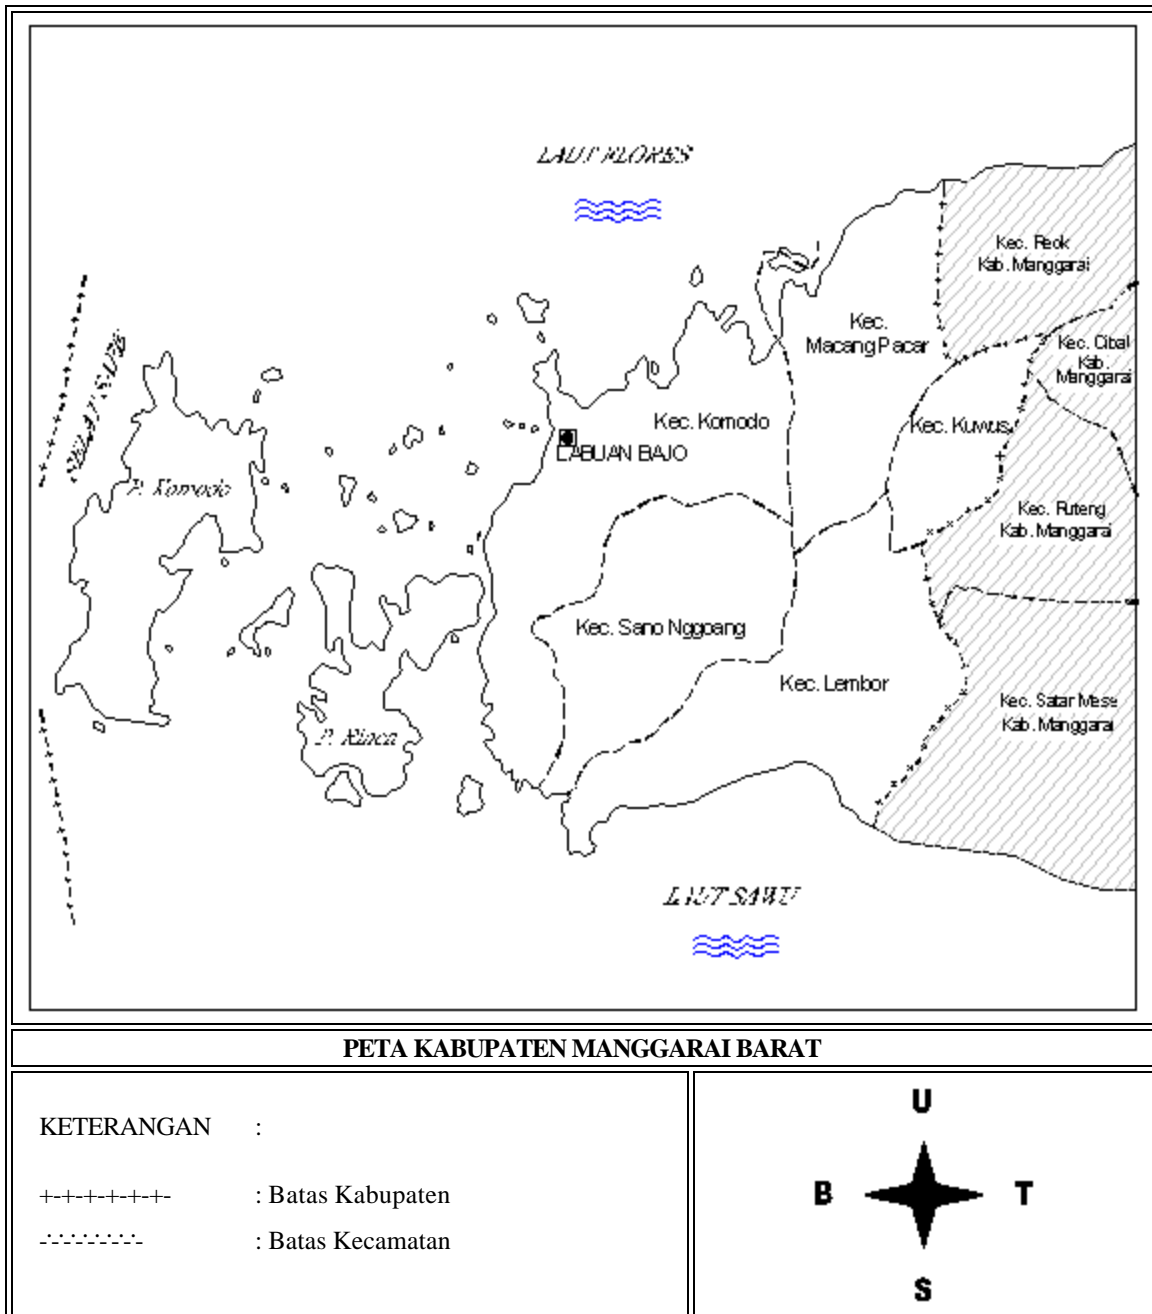 LAUT FLORES
Kec. Reok
Kab. Manggarai
Kec.
Macang Pacar
Kec. Cibal
Kab.
Manggarai
SELAT SAPE
Kec. Komodo
Kec. Kuwus
LABUAN BAJO
P. Komodo
Kec. Ruteng
Kab. Manggarai
Kec. Sano Nggoang
Kec. Lembor
Kec. Satar Mese
Kab. Manggarai
P. Rinca
LAUT SAWU
PETA KABUPATEN MANGGARAI BARAT
KETERANGAN :
+-+-+-+-+-+- : Batas Kabupaten
-.-.-.-.-.-.-.- : Batas Kecamatan
U
B T
S